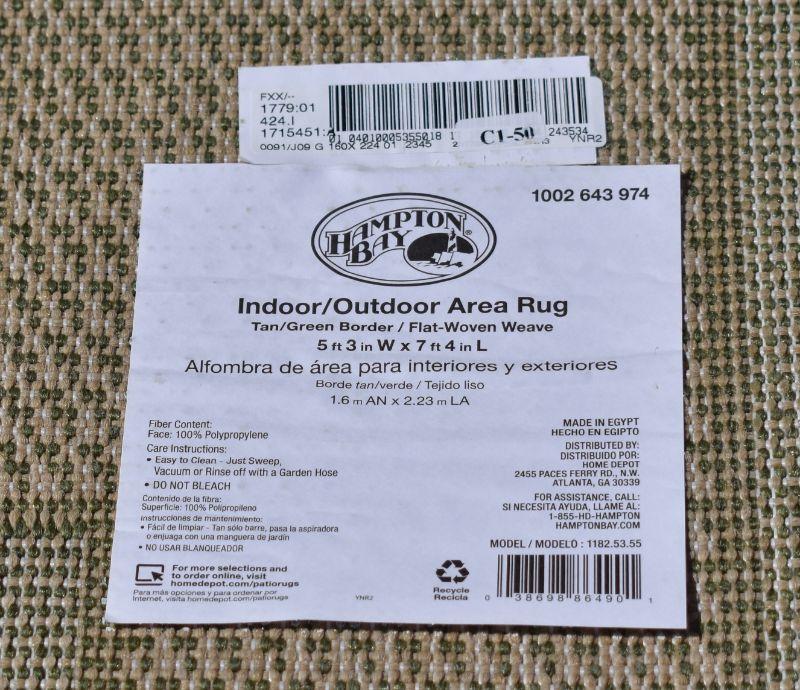 FXX/--
1779:01
424.I
1715451:
01 04010005355018 1
C1-50
243534
0091/J09 G 160X 224 01 2345 2
YNR2
1002 643 974
HAMPTON BAY
Indoor/Outdoor Area Rug
Tan/Green Border / Flat-Woven Weave
5 ft 3 in W x 7 ft 4 in L
Alfombra de área para interiores y exteriores
Borde tan/verde / Tejido liso
1.6 m AN x 2.23 m LA
Fiber Content:
Face: 100% Polypropylene
Care Instructions:
• Easy to Clean - Just Sweep,
Vacuum or Rinse off with a Garden Hose
• DO NOT BLEACH
Contenido de la fibra:
Superficie: 100% Polipropileno
Instrucciones de mantenimiento:
• Fácil de limpiar - Tan sólo barre, pasa la aspiradora
o enjuaga con una manguera de jardín
• NO USAR BLANQUEADOR
MADE IN EGYPT
HECHO EN EGIPTO
DISTRIBUTED BY:
DISTRIBUIDO POR:
HOME DEPOT
2455 PACES FERRY RD., N.W.
ATLANTA, GA 30339
FOR ASSISTANCE, CALL:
SI NECESITA AYUDA, LLAME AL:
1-855-HD-HAMPTON
HAMPTONBAY.COM
MODEL / MODELO : 1182.53.55
For more selections and
to order online, visit
homedepot.com/patiorugs
Para más opciones y para ordenar por
Internet, visita homedepot.com/patiorugs
YNR2
Recycle
Recicla
0 38698 86490 1